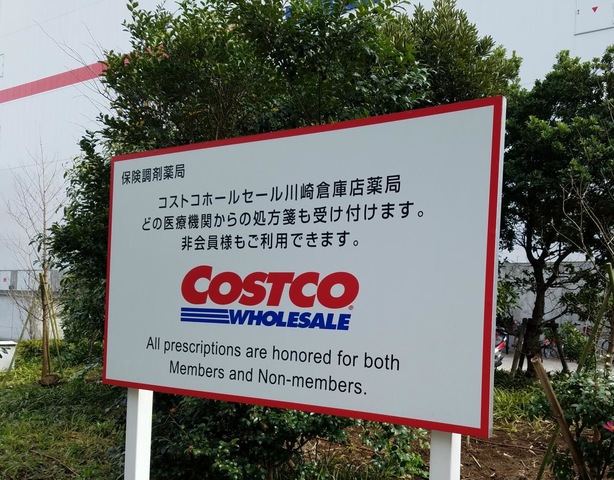 保険調剤薬局
コストコホールセール川崎倉庫店薬局
どの医療機関からの処方箋も受け付けます。
非会員様もご利用できます。
COSTCO
WHOLESALE
All prescriptions are honored for both
Members and Non-members.